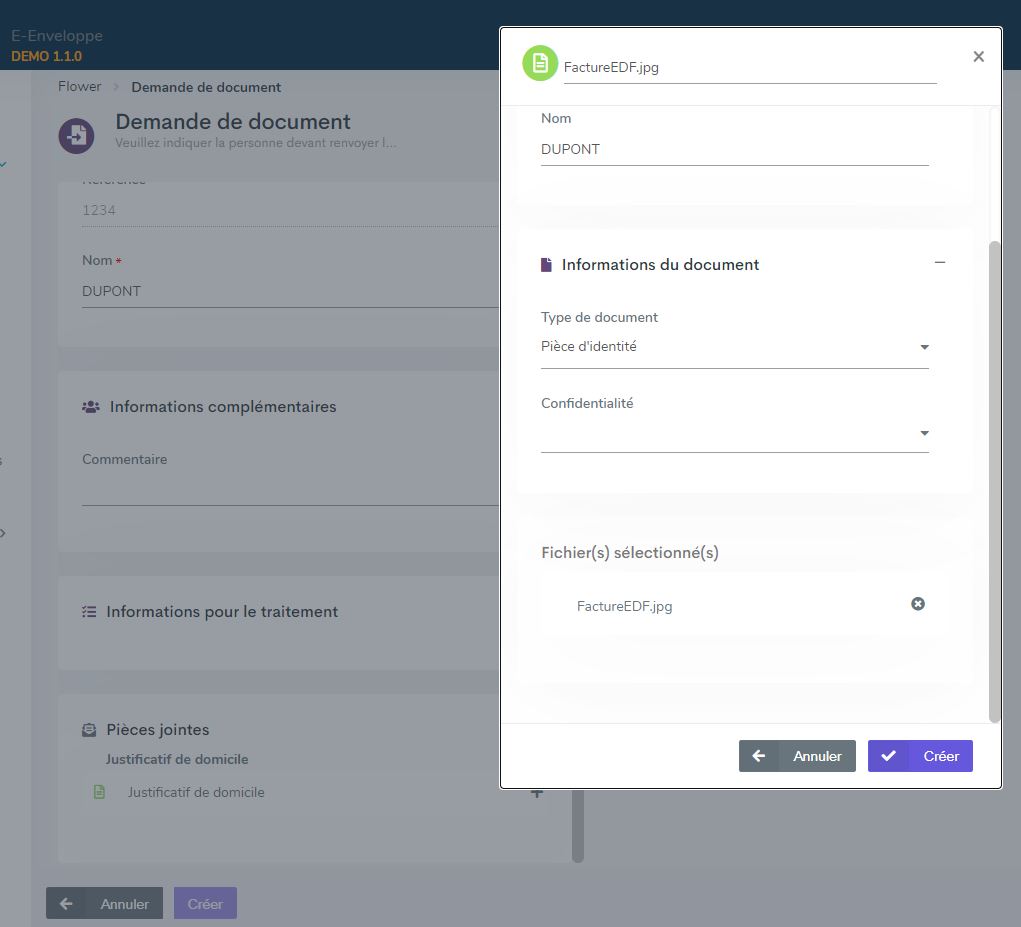 E-Enveloppe
DEMO 1.1.0
Flower > Demande de document
Demande de document
Veuillez indiquer la personne devant renvoyer l...
Référence
1234
Nom *
DUPONT
Informations complémentaires
Commentaire
Informations pour le traitement
Pièces jointes
Justificatif de domicile
Justificatif de domicile
Annuler
Créer
FactureEDF.jpg
Nom
DUPONT
Informations du document
Type de document
Pièce d'identité
Confidentialité
Fichier(s) sélectionné(s)
FactureEDF.jpg
Annuler
Créer